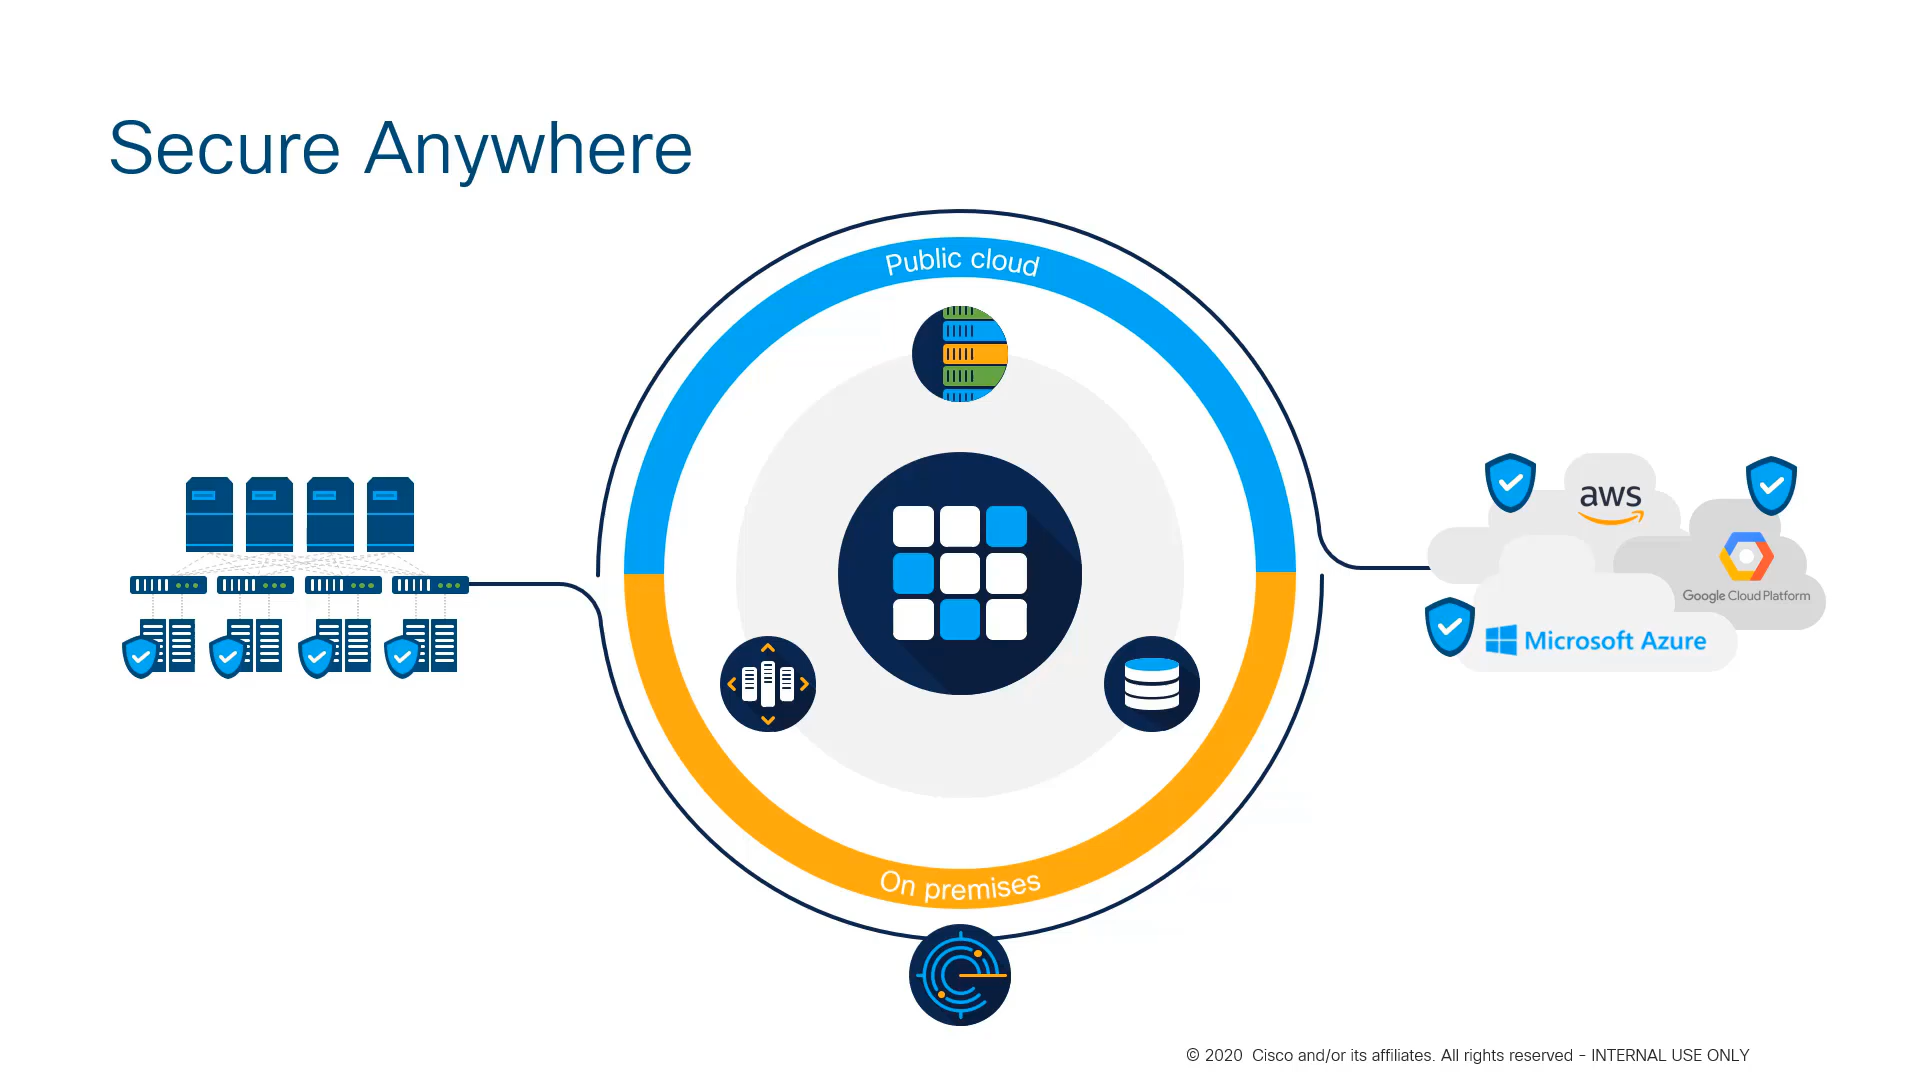 Secure Anywhere
Public cloud
aws
Google Cloud Platform
Microsoft Azure
On premises
© 2020  Cisco and/or its affiliates. All rights reserved - INTERNAL USE ONLY